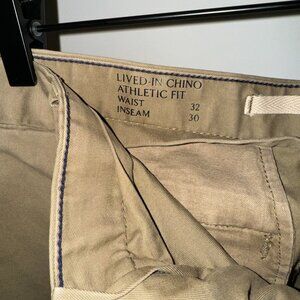 LIVED-IN CHINO
ATHLETIC FIT
WAIST 32
INSEAM 30